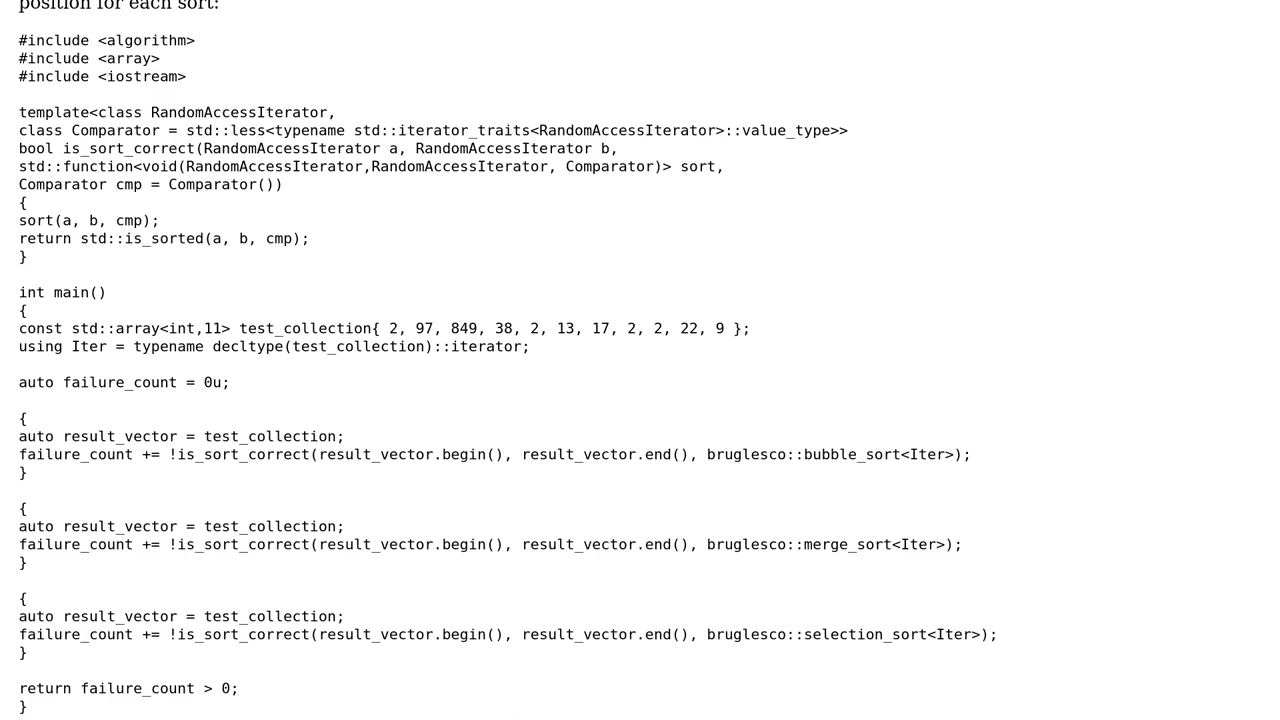 position for each sort:
#include <algorithm>
#include <array>
#include <iostream>
template<class RandomAccessIterator,
class Comparator = std::less<typename std::iterator_traits<RandomAccessIterator>::value_type>>
bool is_sort_correct(RandomAccessIterator a, RandomAccessIterator b,
std::function<void(RandomAccessIterator,RandomAccessIterator, Comparator)> sort,
Comparator cmp = Comparator())
{
sort(a, b, cmp);
return std::is_sorted(a, b, cmp);
}
int main()
{
const std::array<int,11> test_collection{ 2, 97, 849, 38, 2, 13, 17, 2, 2, 22, 9 };
using Iter = typename decltype(test_collection)::iterator;
auto failure_count = 0u;
{
auto result_vector = test_collection;
failure_count += !is_sort_correct(result_vector.begin(), result_vector.end(), bruglesco::bubble_sort<Iter>);
}
{
auto result_vector = test_collection;
failure_count += !is_sort_correct(result_vector.begin(), result_vector.end(), bruglesco::merge_sort<Iter>);
}
{
auto result_vector = test_collection;
failure_count += !is_sort_correct(result_vector.begin(), result_vector.end(), bruglesco::selection_sort<Iter>);
}
return failure_count > 0;
}